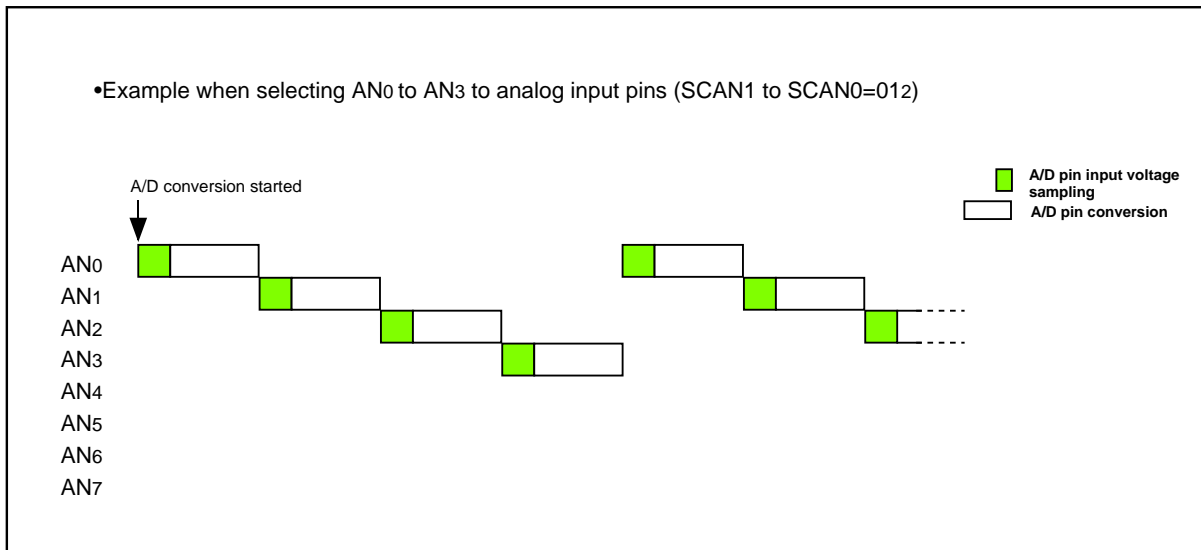 •Example when selecting AN0 to AN3 to analog input pins (SCAN1 to SCAN0=012)
A/D conversion started
A/D pin input voltage
sampling
A/D pin conversion
AN0
AN1
AN2
AN3
AN4
AN5
AN6
AN7